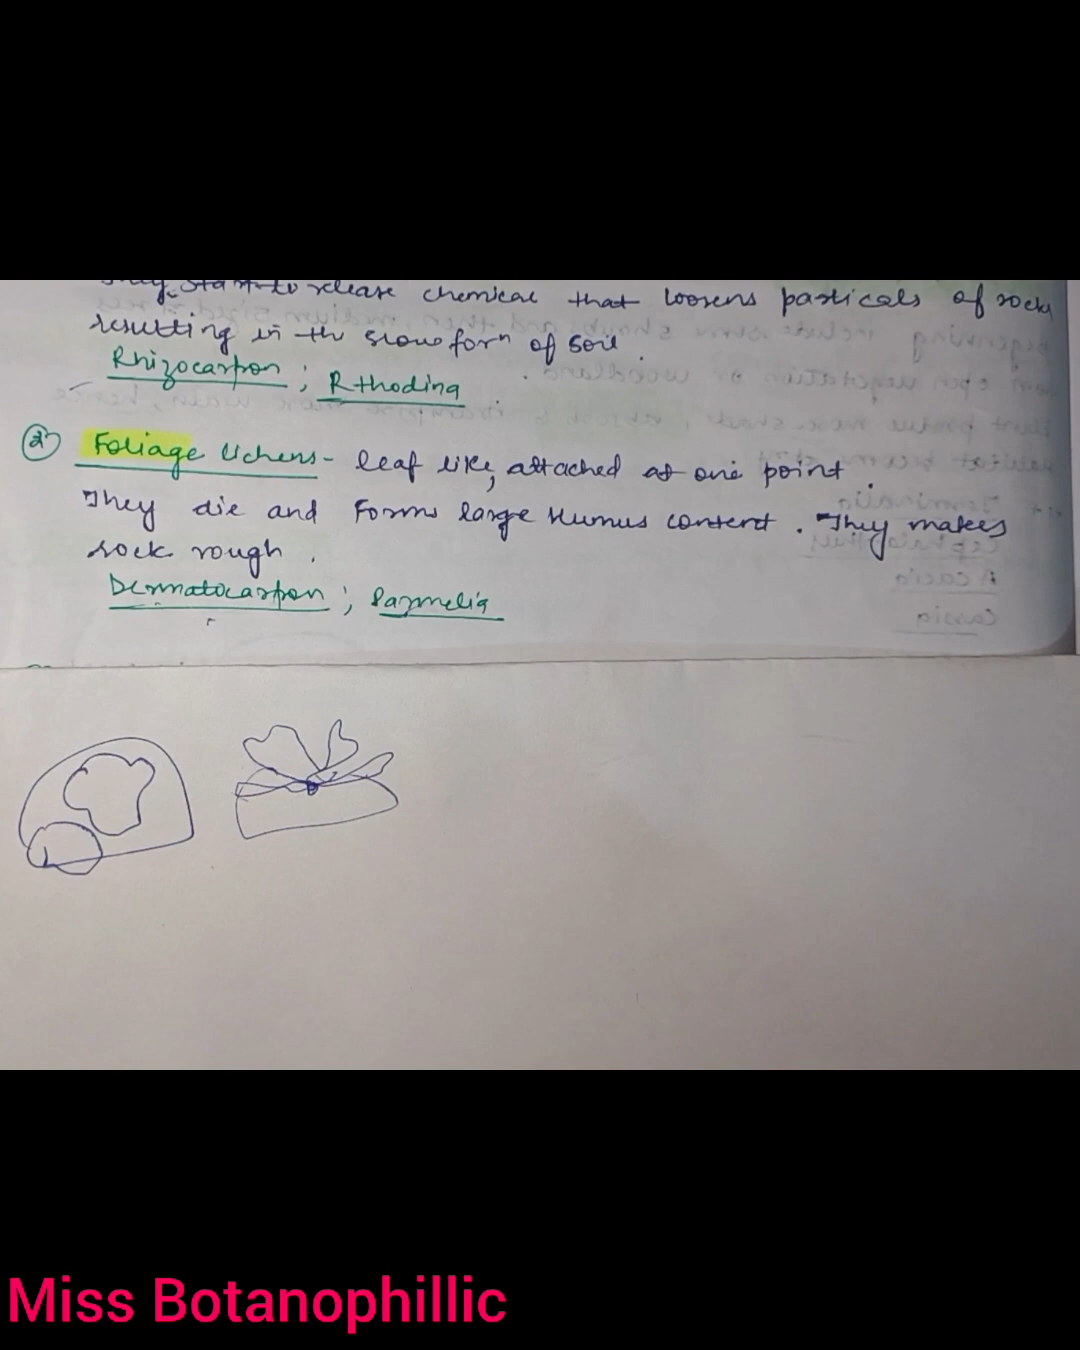 They start to release chemical that loosens particals of rock,
resulting in the slow formⁿ of soil.
Rhizocarpon ; Rthodina.
② Foliage lichens - leaf like, attached at one point.
They die and Forms large Humus content. They makes
rock rough.
Dermatocarpon ; Parmelia
Miss Botanophillic